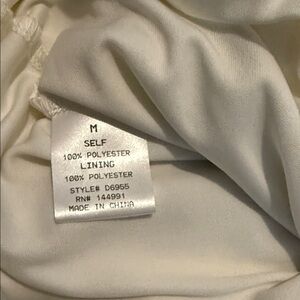 M
SELF
100% POLYESTER
LINING
100% POLYESTER
STYLE# D6955
RN# 144991
MADE IN CHINA